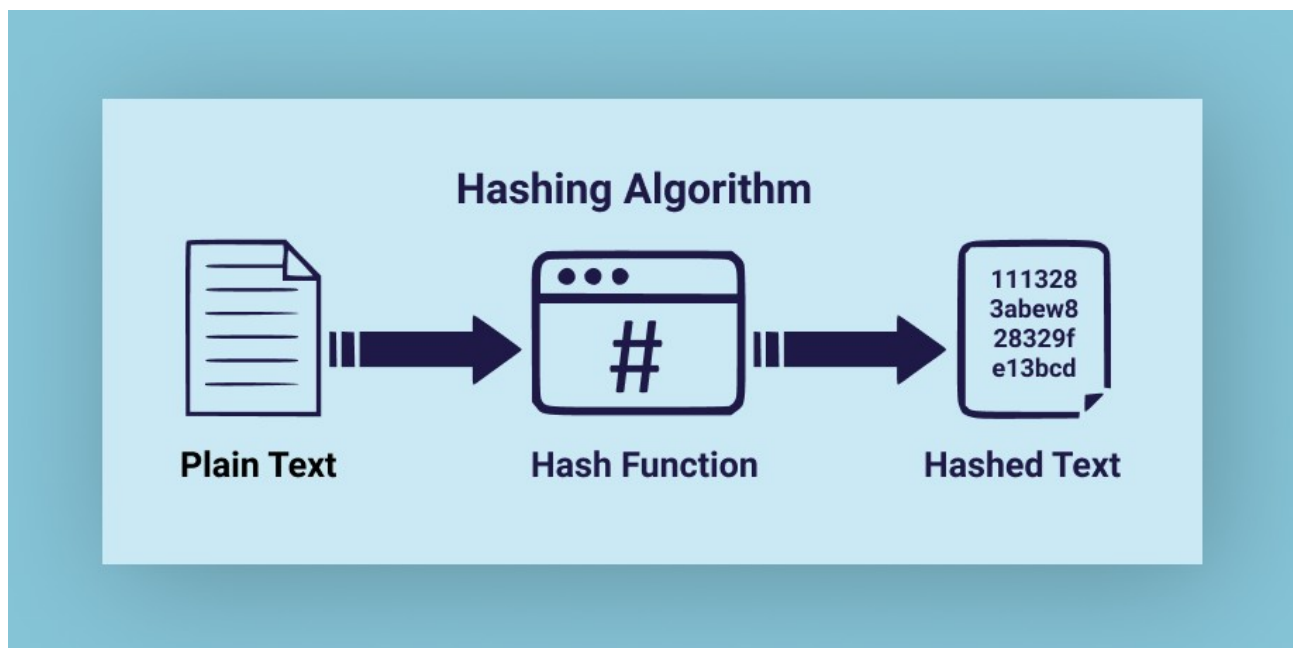 Hashing Algorithm
#
111328
3abew8
28329f
e13bcd
Plain Text
Hash Function
Hashed Text